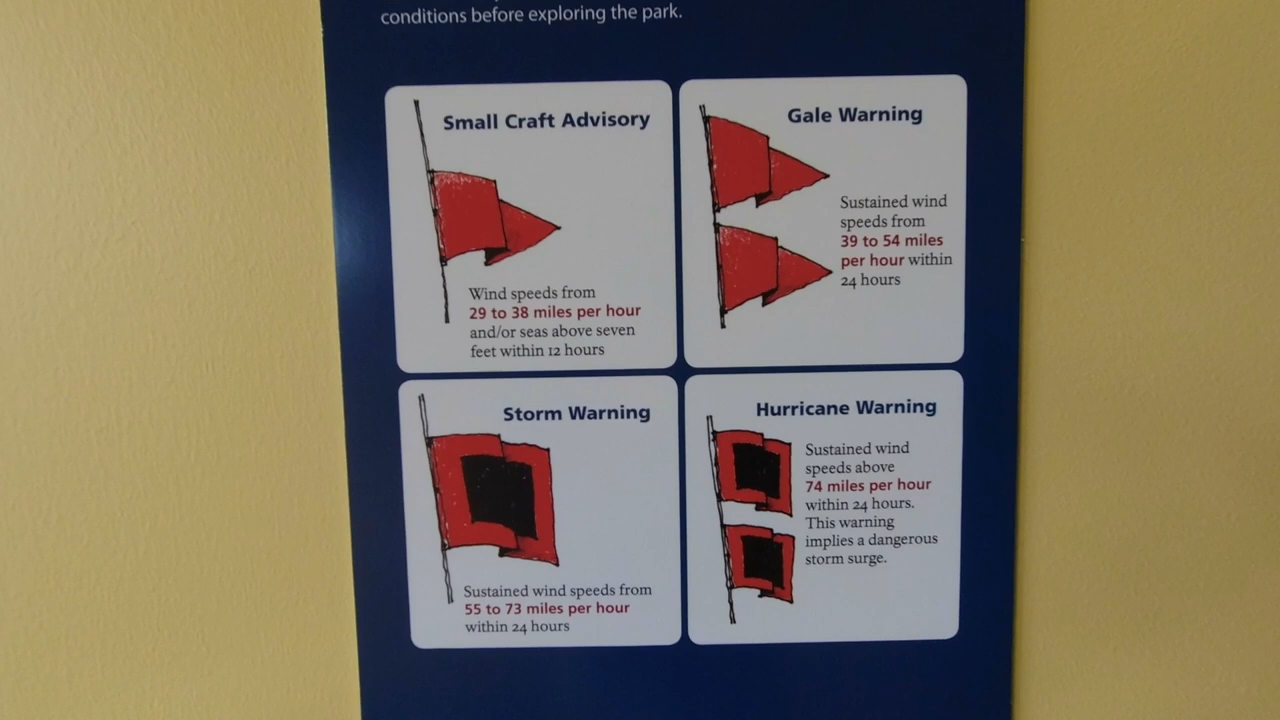 conditions before exploring the park.
Small Craft Advisory
Wind speeds from
29 to 38 miles per hour
and/or seas above seven
feet within 12 hours
Gale Warning
Sustained wind
speeds from
39 to 54 miles
per hour within
24 hours
Storm Warning
Sustained wind speeds from
55 to 73 miles per hour
within 24 hours
Hurricane Warning
Sustained wind
speeds above
74 miles per hour
within 24 hours.
This warning
implies a dangerous
storm surge.